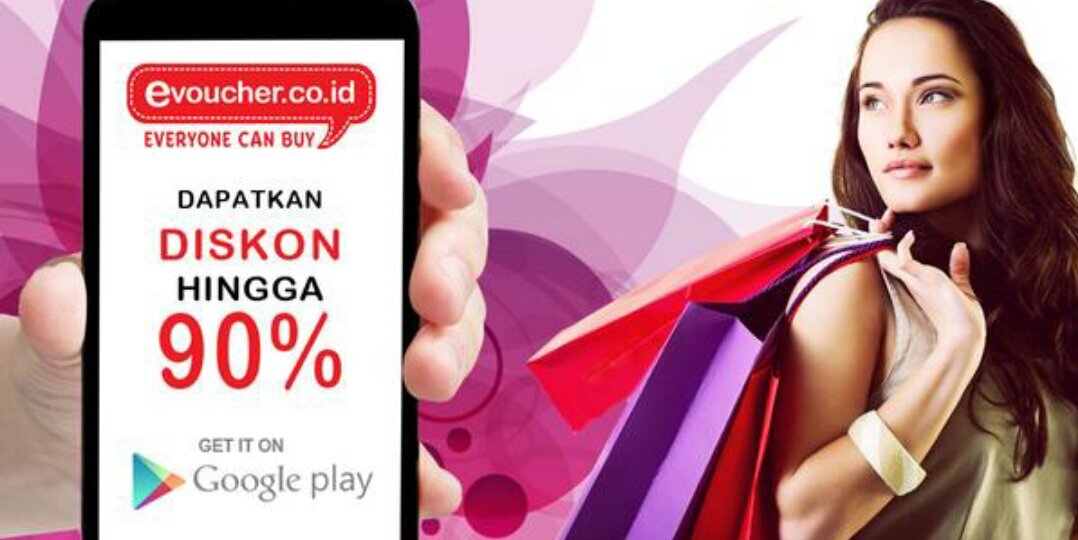 evoucher.co.id
EVERYONE CAN BUY
DAPATKAN
DISKON
HINGGA
90%
GET IT ON
Google play